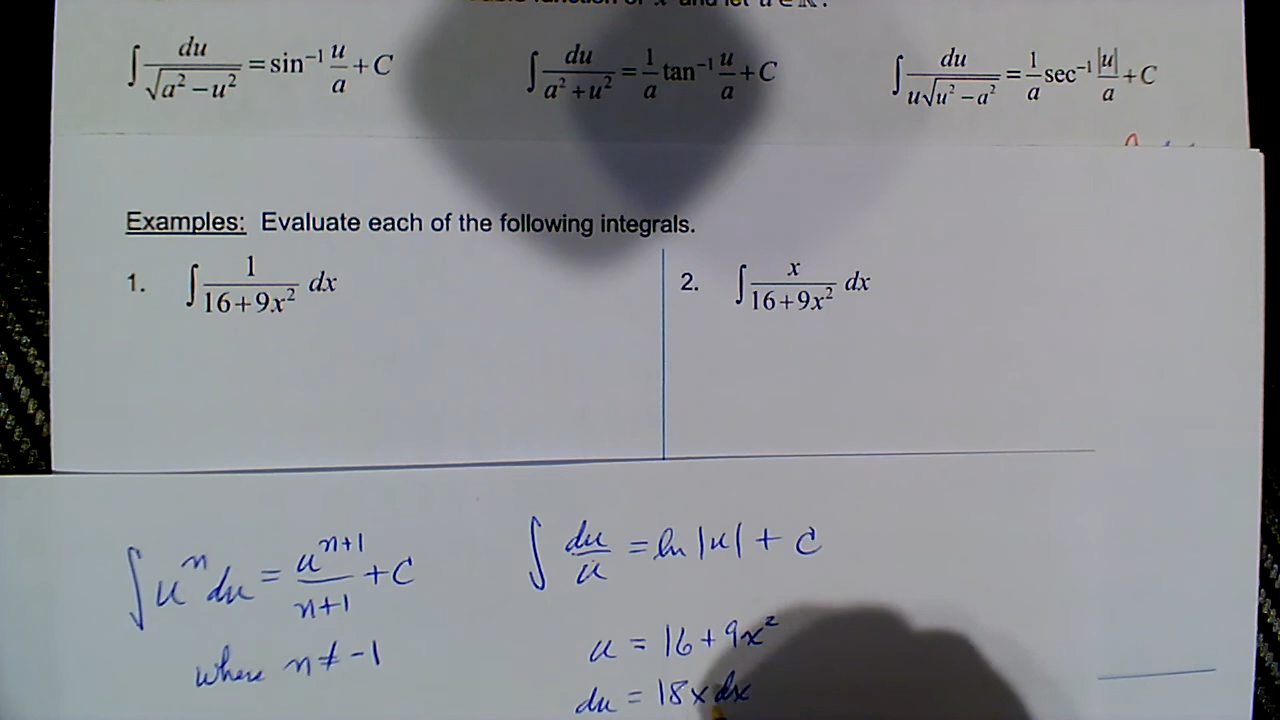 ∫ du/√(a² − u²) = sin⁻¹ u/a + C    ∫ du/(a² + u²) = 1/a tan⁻¹ u/a + C    ∫ du/(u√(u² − a²)) = 1/a sec⁻¹ |u|/a + C
Examples: Evaluate each of the following integrals.
1. ∫ 1/(16+9x²) dx    2. ∫ x/(16+9x²) dx
∫ uⁿ du = uⁿ⁺¹/(n+1) + C    ∫ du/u = ln |u| + C
where n ≠ −1    u = 16 + 9x²
du = 18x dx